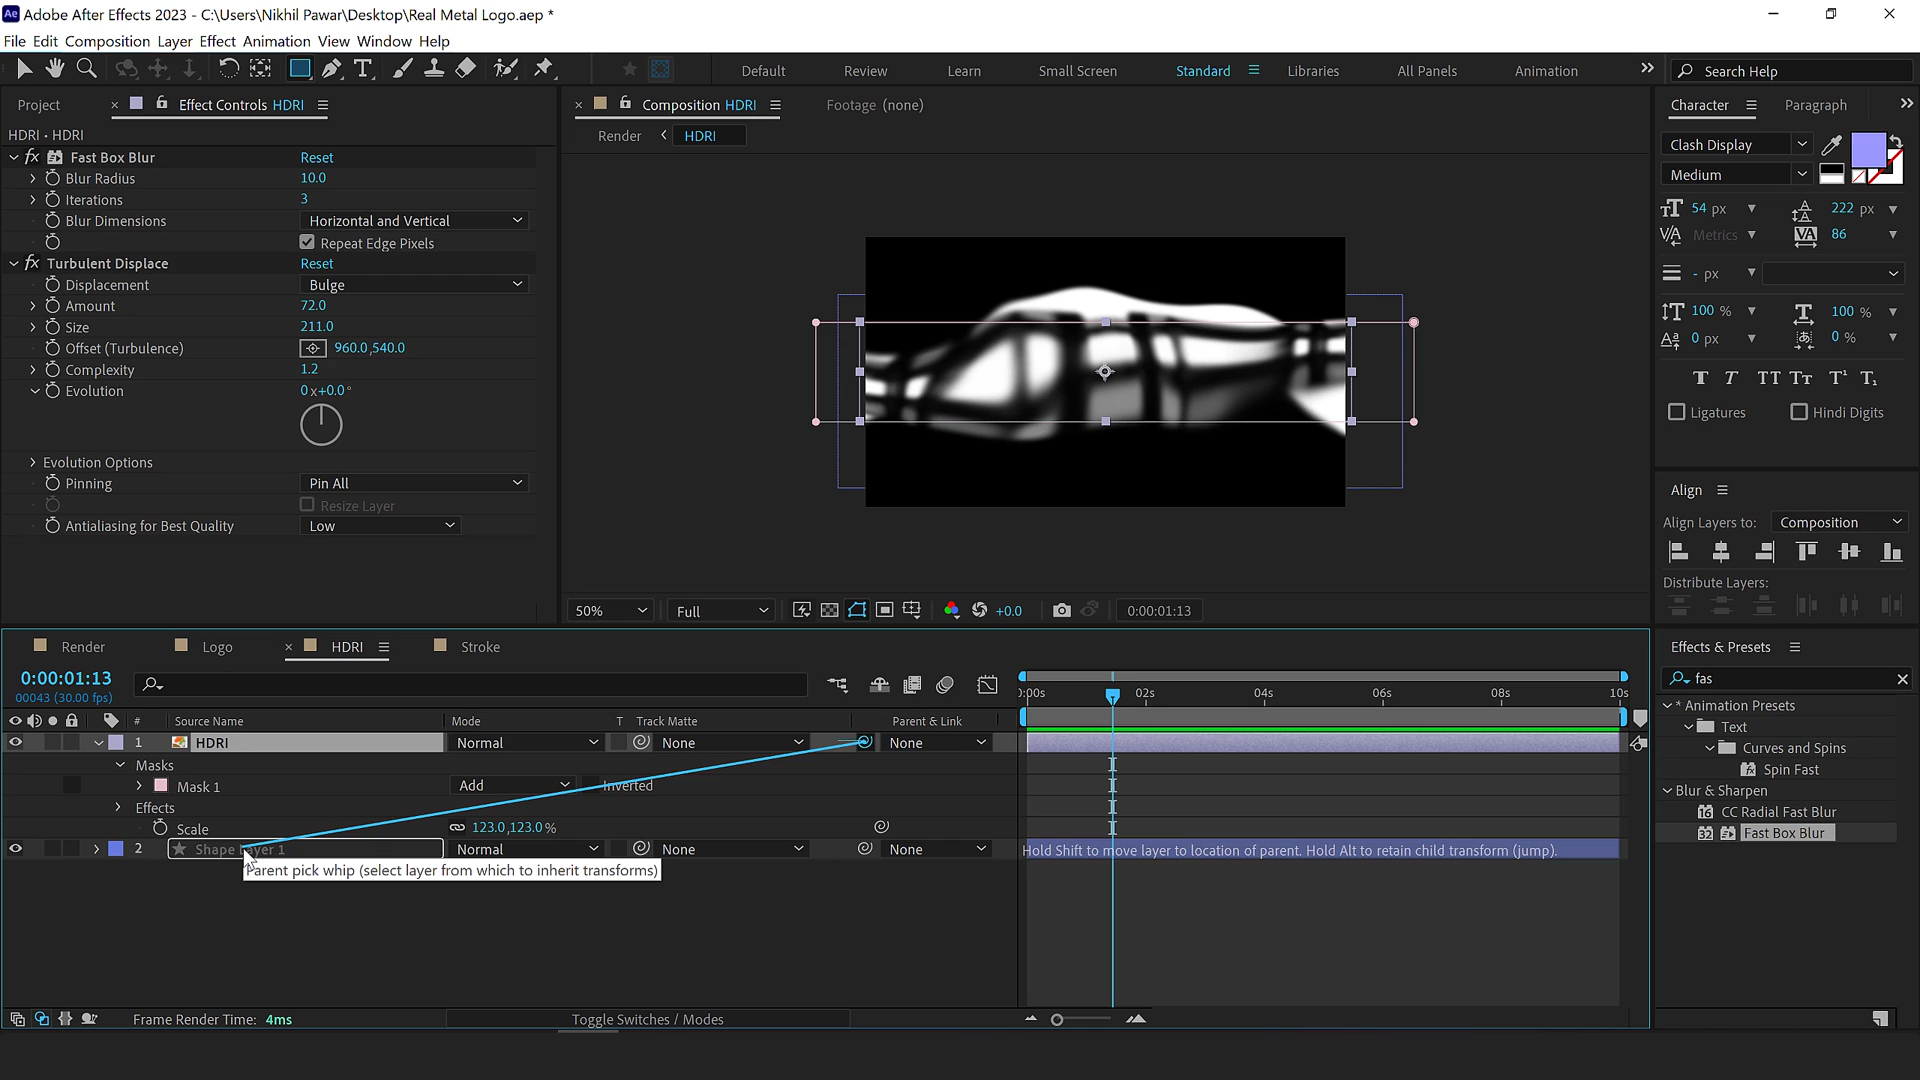 Adobe After Effects 2023 - C:\Users\Nikhil Pawar\Desktop\Real Metal Logo.aep *
File Edit Composition Layer Effect Animation View Window Help
Default Review Learn Small Screen Standard Libraries All Panels Animation Search Help
Project Effect Controls HDRI
HDRI • HDRI
Fast Box Blur Reset
Blur Radius 10.0
Iterations 3
Blur Dimensions Horizontal and Vertical
Repeat Edge Pixels
Turbulent Displace Reset
Displacement Bulge
Amount 72.0
Size 211.0
Offset (Turbulence) 960.0,540.0
Complexity 1.2
Evolution 0x+0.0°
Evolution Options
Pinning Pin All
Resize Layer
Antialiasing for Best Quality Low
Composition HDRI Footage (none)
Render HDRI
50% Full +0.0 0:00:01:13
Character Paragraph
Clash Display
Medium
54 px 222 px
Metrics 86
- px
100 % 100 %
0 px 0 %
Ligatures Hindi Digits
Align
Align Layers to: Composition
Distribute Layers:
Render Logo HDRI Stroke
0:00:01:13
00043 (30.00 fps)
:00s 02s 04s 06s 08s 10s
# Source Name Mode T Track Matte Parent & Link
1 HDRI Normal None None
Masks
Mask 1 Add Inverted
Effects
Scale 123.0,123.0%
2 Shape Layer 1 Normal None None
Hold Shift to move layer to location of parent. Hold Alt to retain child transform (jump).
Parent pick whip (select layer from which to inherit transforms)
Frame Render Time: 4ms Toggle Switches / Modes
Effects & Presets
fas
* Animation Presets
Text
Curves and Spins
Spin Fast
Blur & Sharpen
CC Radial Fast Blur
Fast Box Blur